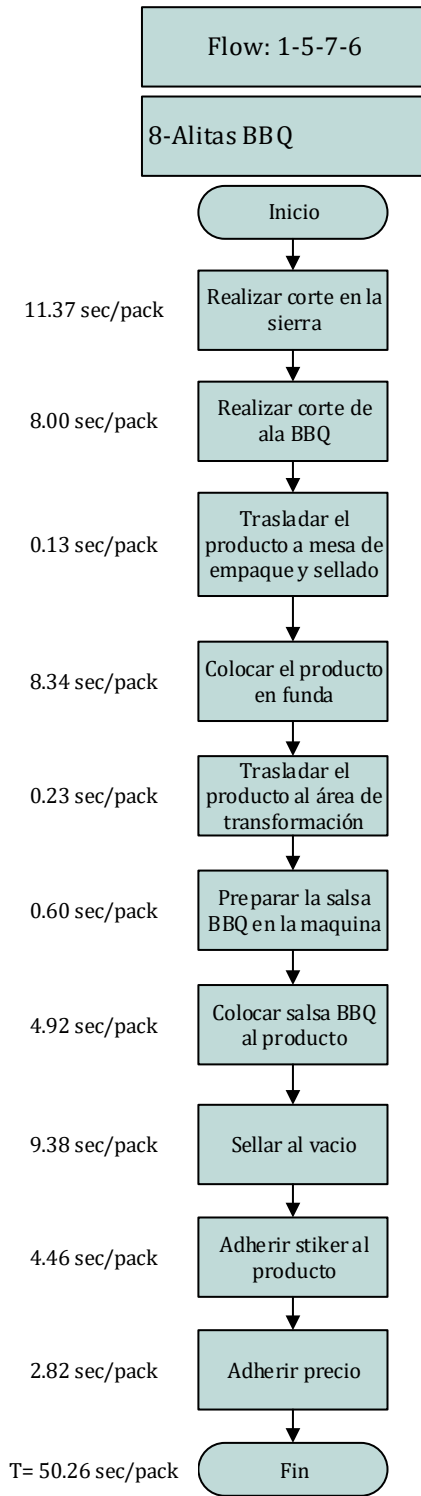 Flow: 1-5-7-6
8-Alitas BBQ
Inicio
11.37 sec/pack
Realizar corte en la
sierra
8.00 sec/pack
Realizar corte de
ala BBQ
0.13 sec/pack
Trasladar el
producto a mesa de
empaque y sellado
8.34 sec/pack
Colocar el producto
en funda
0.23 sec/pack
Trasladar el
producto al área de
transformación
0.60 sec/pack
Preparar la salsa
BBQ en la maquina
4.92 sec/pack
Colocar salsa BBQ
al producto
9.38 sec/pack
Sellar al vacio
4.46 sec/pack
Adherir stiker al
producto
2.82 sec/pack
Adherir precio
T= 50.26 sec/pack
Fin